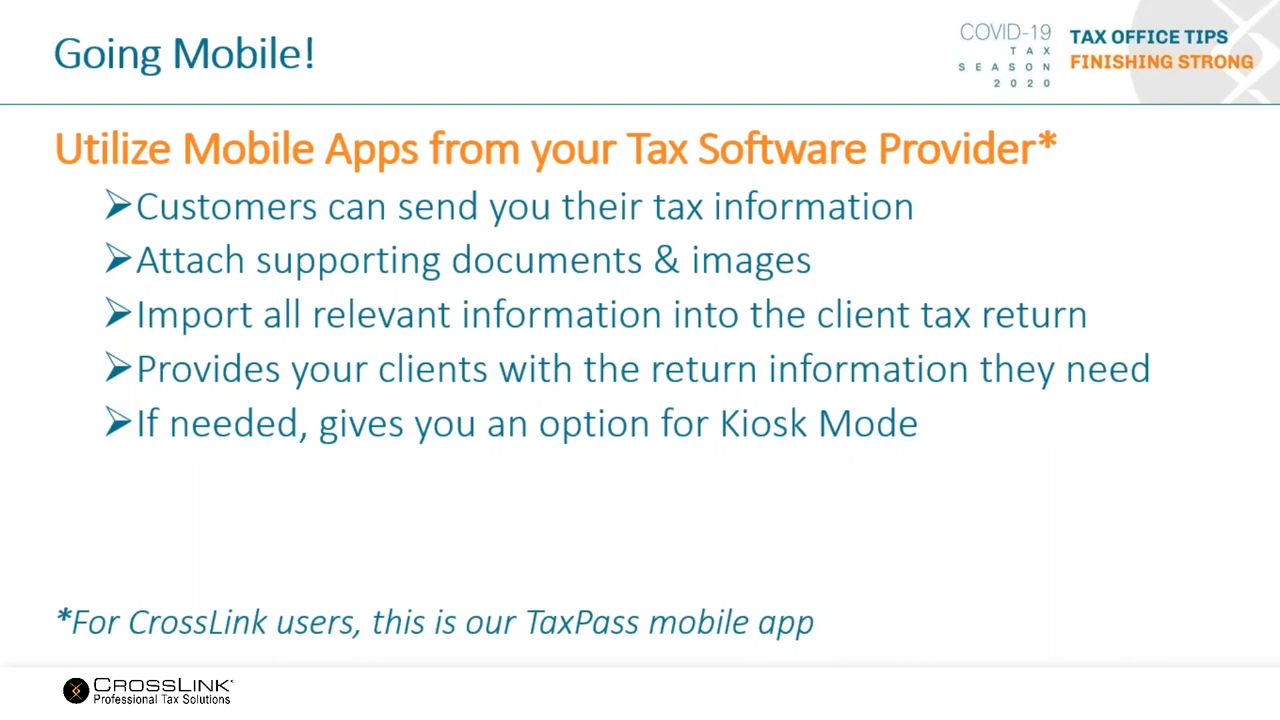 Going Mobile!
COVID-19
TAX
SEASON
2020
TAX OFFICE TIPS
FINISHING STRONG
Utilize Mobile Apps from your Tax Software Provider*
➢Customers can send you their tax information
➢Attach supporting documents & images
➢Import all relevant information into the client tax return
➢Provides your clients with the return information they need
➢If needed, gives you an option for Kiosk Mode
*For CrossLink users, this is our TaxPass mobile app
CROSSLINK
Professional Tax Solutions